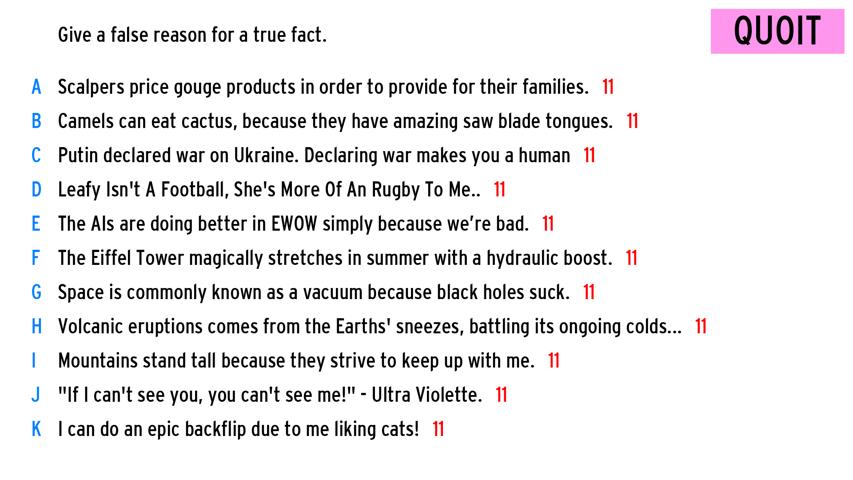 Give a false reason for a true fact.
QUOIT
A Scalpers price gouge products in order to provide for their families. 11
B Camels can eat cactus, because they have amazing saw blade tongues. 11
C Putin declared war on Ukraine. Declaring war makes you a human 11
D Leafy Isn't A Football, She's More Of An Rugby To Me.. 11
E The AIs are doing better in EWOW simply because we’re bad. 11
F The Eiffel Tower magically stretches in summer with a hydraulic boost. 11
G Space is commonly known as a vacuum because black holes suck. 11
H Volcanic eruptions comes from the Earths' sneezes, battling its ongoing colds... 11
I Mountains stand tall because they strive to keep up with me. 11
J "If I can't see you, you can't see me!" - Ultra Violette. 11
K I can do an epic backflip due to me liking cats! 11